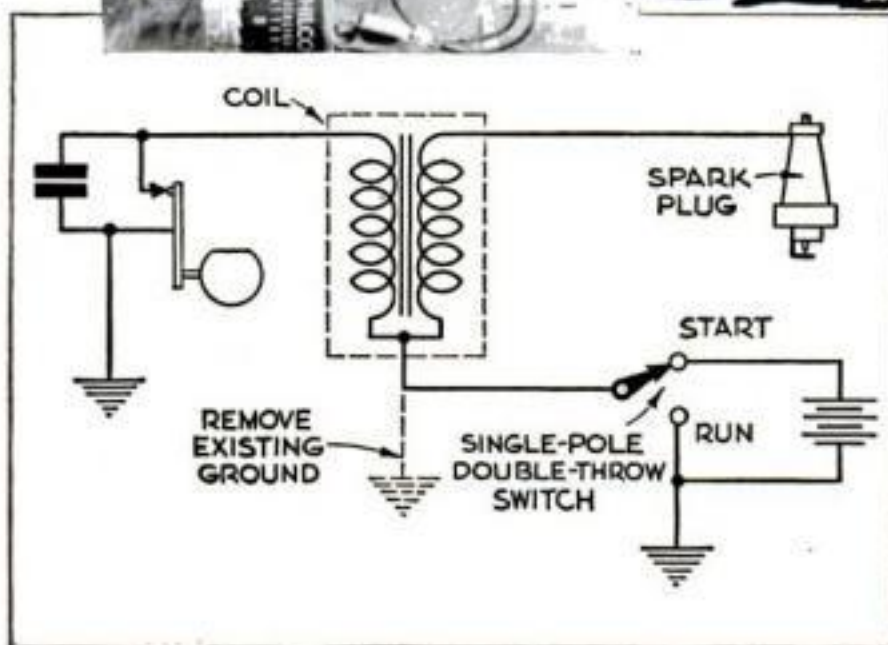 COIL
SPARK
PLUG
START
REMOVE
EXISTING
GROUND
SINGLE-POLE
DOUBLE-THROW
SWITCH
RUN